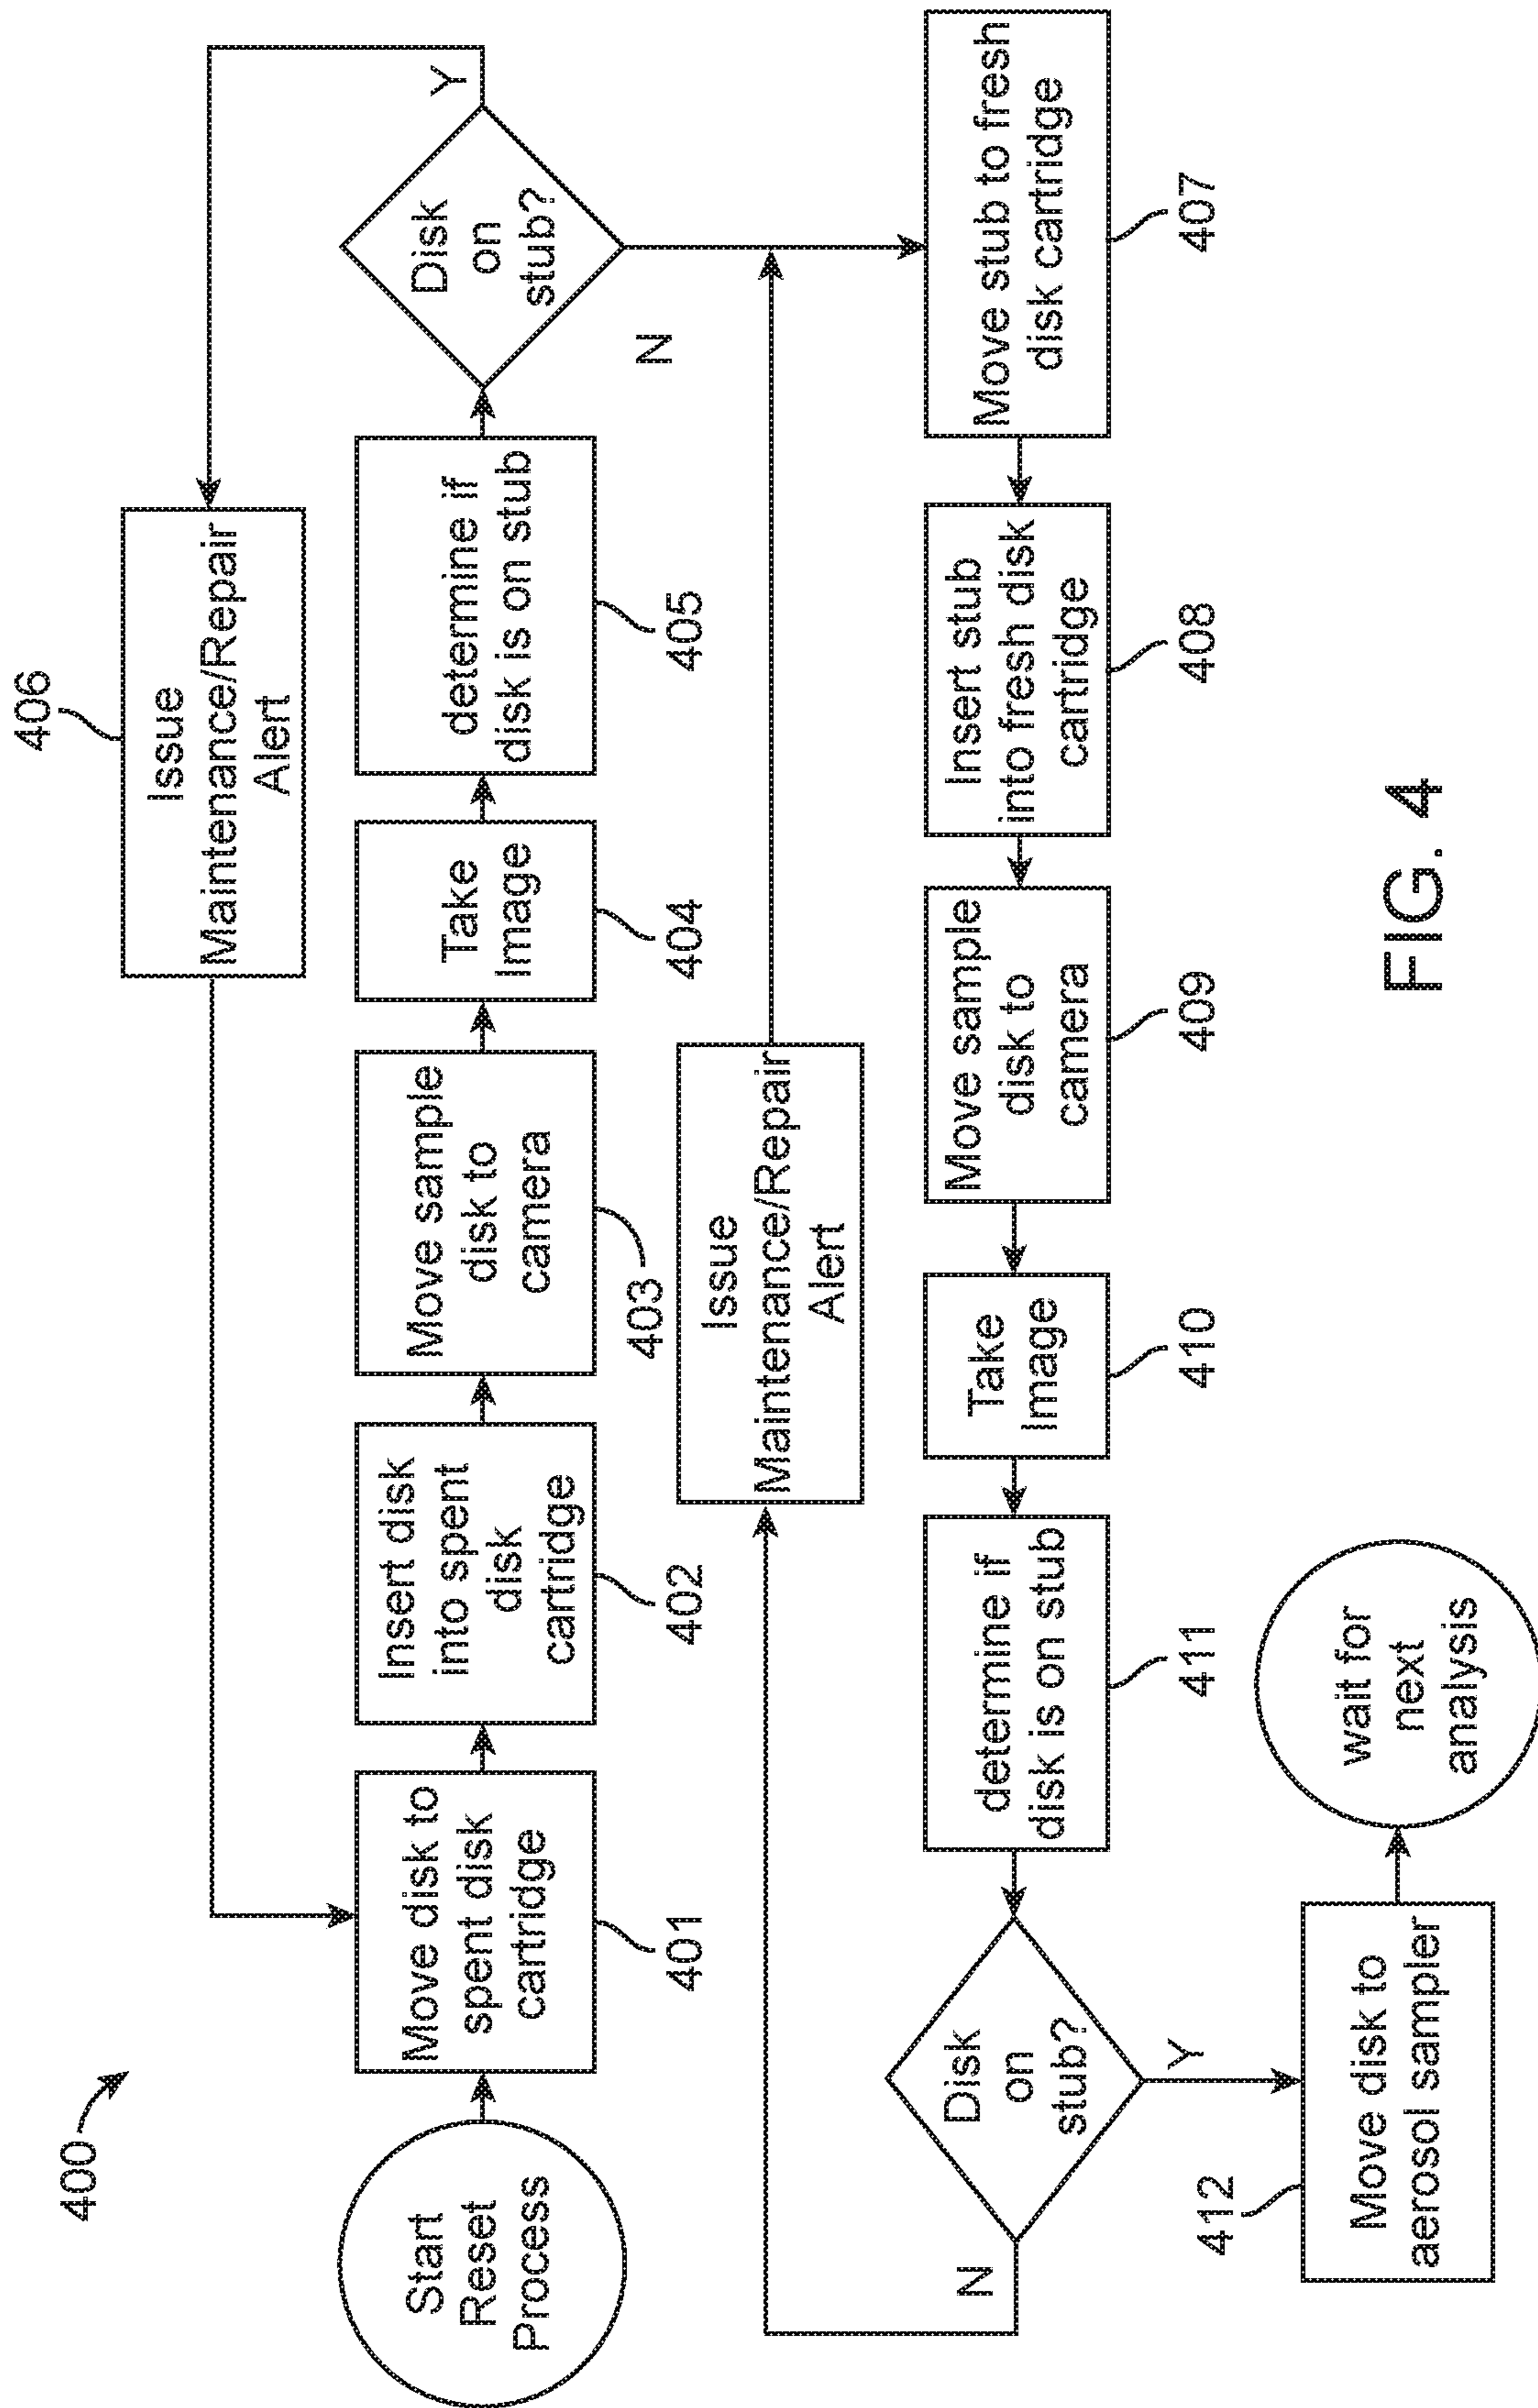 400
Start
Reset
Process
Move disk to
spent disk
cartridge
401
Insert disk
into spent
disk
cartridge
402
Move sample
disk to
camera
403
Take
Image
404
determine if
disk is on stub
405
Disk
on
stub?
Y
N
406
Issue
Maintenance/Repair
Alert
Issue
Maintenance/Repair
Alert
Move stub to fresh
disk cartridge
407
Insert stub
into fresh disk
cartridge
408
Move sample
disk to
camera
409
Take
Image
410
determine if
disk is on stub
411
Disk
on
stub?
N
Y
412
Move disk to
aerosol sampler
wait for
next
analysis
FIG. 4